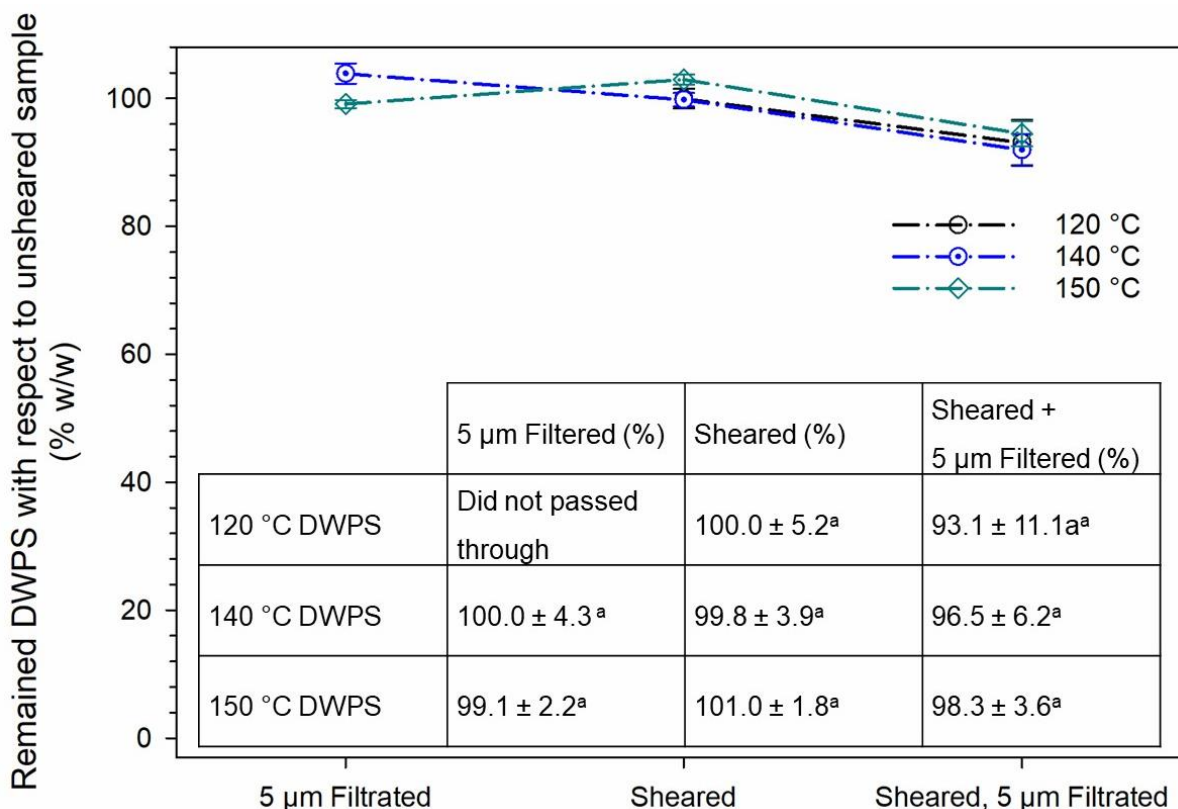 Remained DWPS with respect to unsheared sample
(% w/w)
100
80
60
40
20
0
120 °C
140 °C
150 °C
5 µm Filtered (%) Sheared (%) Sheared +
5 µm Filtered (%)
120 °C DWPS Did not passed
through 100.0 ± 5.2ᵃ 93.1 ± 11.1aᵃ
140 °C DWPS 100.0 ± 4.3 ᵃ 99.8 ± 3.9ᵃ 96.5 ± 6.2ᵃ
150 °C DWPS 99.1 ± 2.2ᵃ 101.0 ± 1.8ᵃ 98.3 ± 3.6ᵃ
5 µm Filtrated Sheared Sheared, 5 µm Filtrated